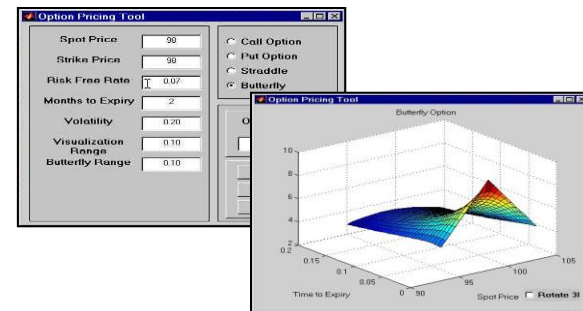 Option Pricing Tool
Spot Price 90
Strike Price 90
Risk Free Rate 0.07
Months to Expiry 2
Volatility 0.20
Visualization
Range 0.10
Butterfly Range 0.10
Call Option
Put Option
Straddle
Butterfly
O
Option Pricing Tool
Butterfly Option
10
8
6
4
2
0.2
0.15
0.1
0.05
0
90
95
100
105
Time to Expiry
Spot Price
Rotate 3